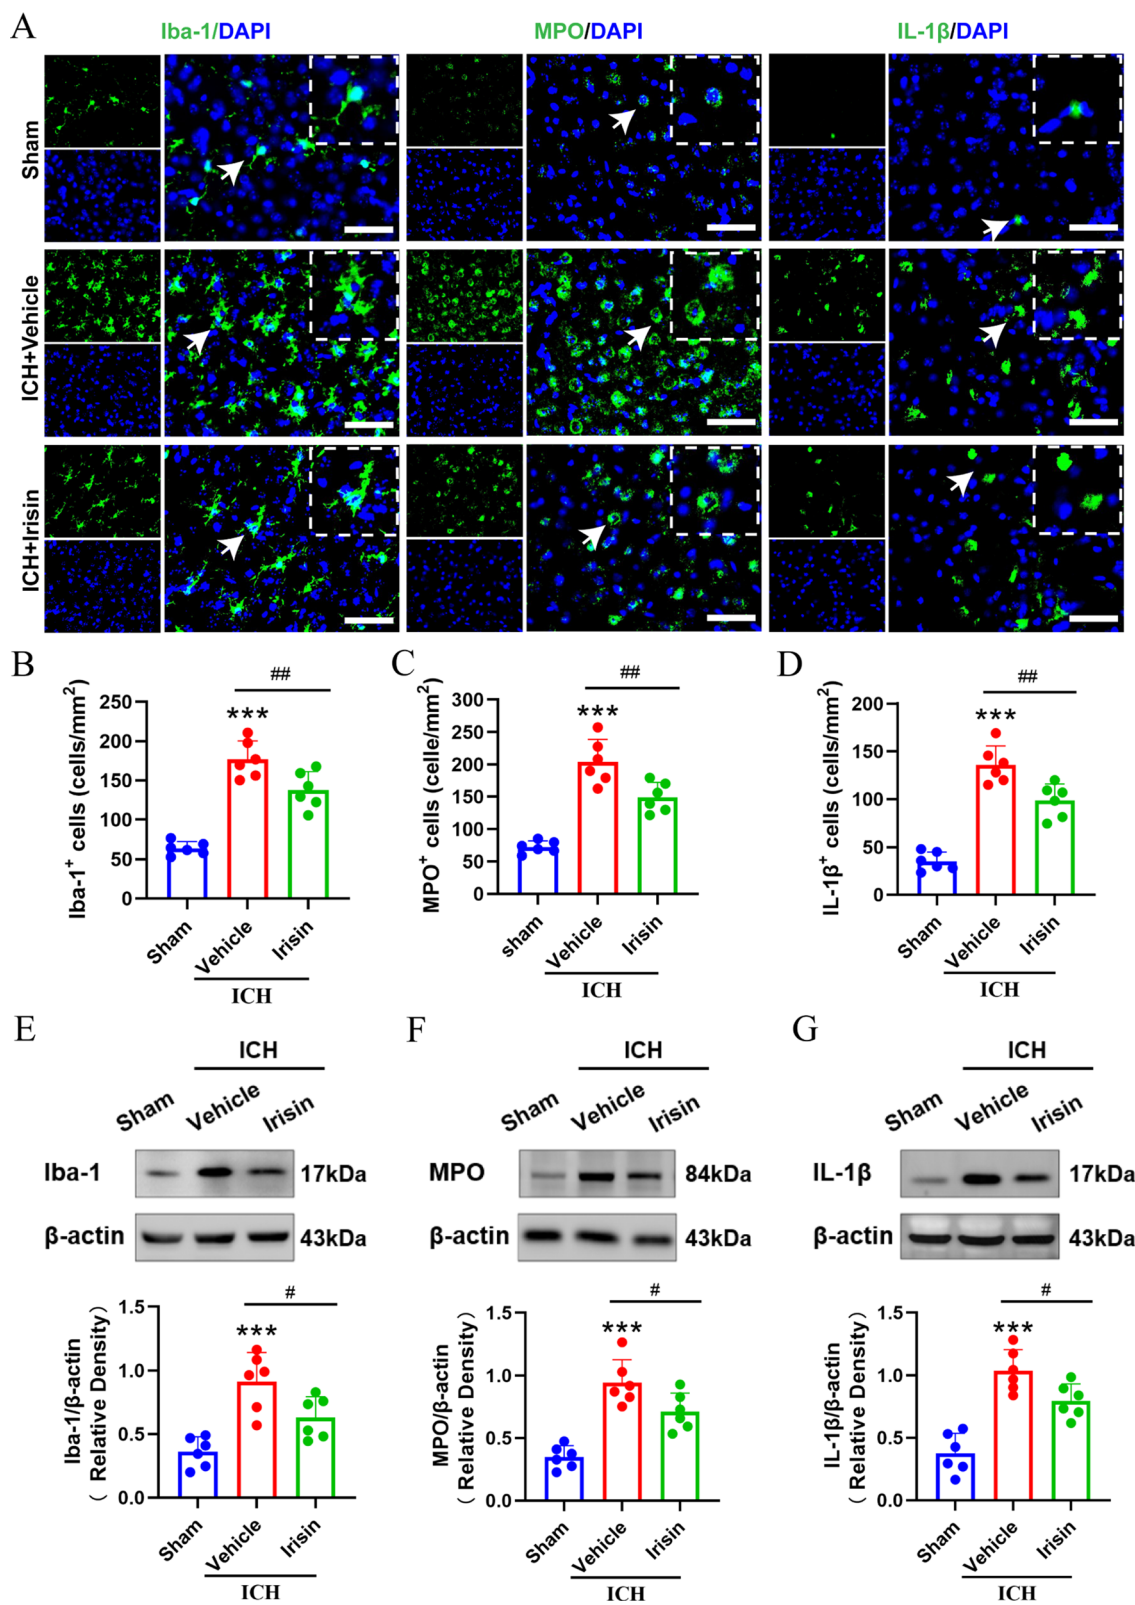 A
Iba-1/DAPI
MPO/DAPI
IL-1β/DAPI
Sham
ICH+Vehicle
ICH+Irisin
B
##
***
Iba-1+ cells (cells/mm2)
250
200
150
100
50
0
Sham
Vehicle
Irisin
ICH
C
##
***
MPO+ cells (celle/mm2)
300
250
200
150
100
50
0
sham
Vehicle
Irisin
ICH
D
##
***
IL-1β+ cells (cells/mm2)
200
150
100
50
0
Sham
Vehicle
Irisin
ICH
E
ICH
Sham
Vehicle
Irisin
Iba-1
17kDa
β-actin
43kDa
#
***
Iba-1/β-actin
( Relative Density)
1.5
1.0
0.5
0.0
Sham
Vehicle
Irisin
ICH
F
ICH
Sham
Vehicle
Irisin
MPO
84kDa
β-actin
43kDa
#
***
MPO/β-actin
( Relative Density)
1.5
1.0
0.5
0.0
Sham
Vehicle
Irisin
ICH
G
ICH
Sham
Vehicle
Irisin
IL-1β
17kDa
β-actin
43kDa
#
***
IL-1β/β-actin
( Relative Density)
1.5
1.0
0.5
0.0
Sham
Vehicle
Irisin
ICH